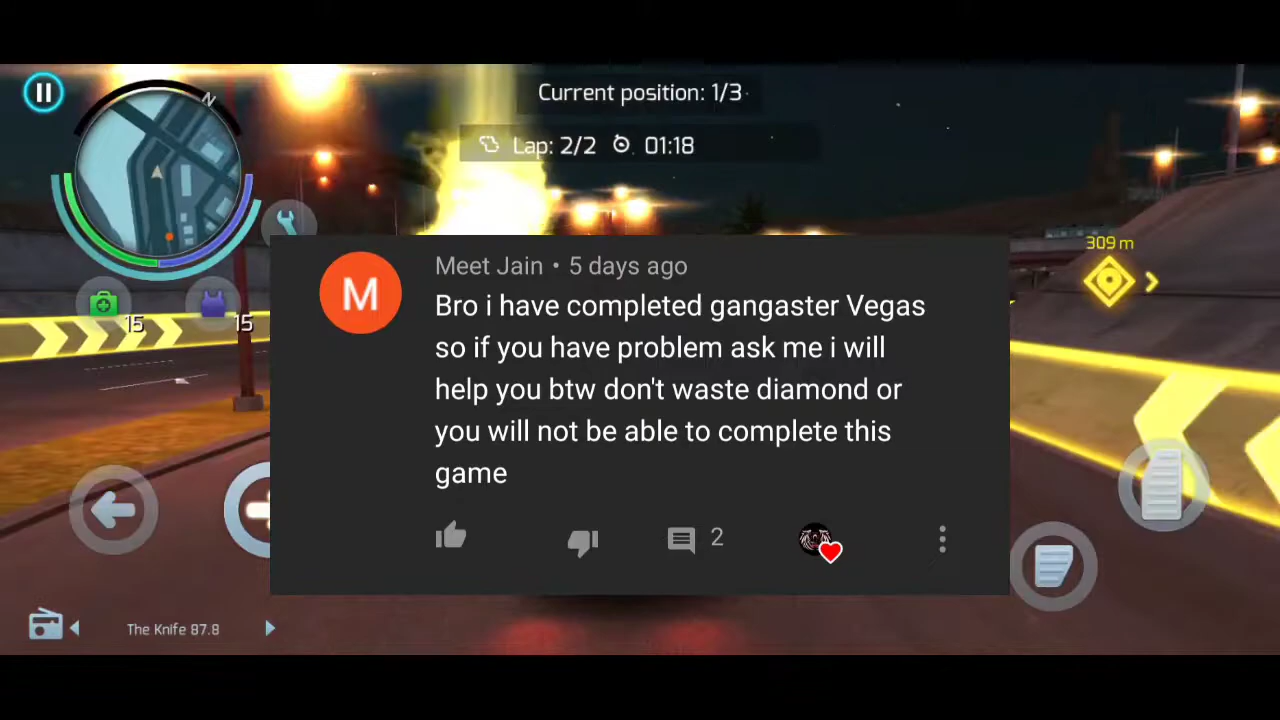 Current position: 1/3
N
Lap: 2/2 01:18
309 m
Meet Jain • 5 days ago
M
Bro i have completed gangaster Vegas
so if you have problem ask me i will
help you btw don't waste diamond or
you will not be able to complete this
game
15
15
2
The Knife 87.8